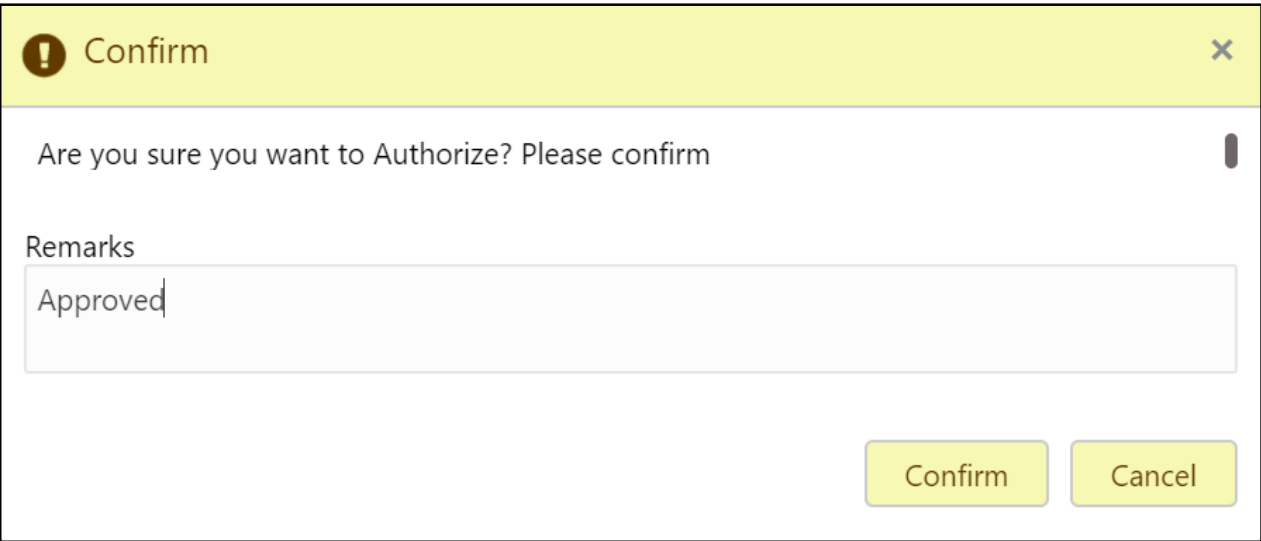 Confirm
Are you sure you want to Authorize? Please confirm
Remarks
Approved
Confirm Cancel